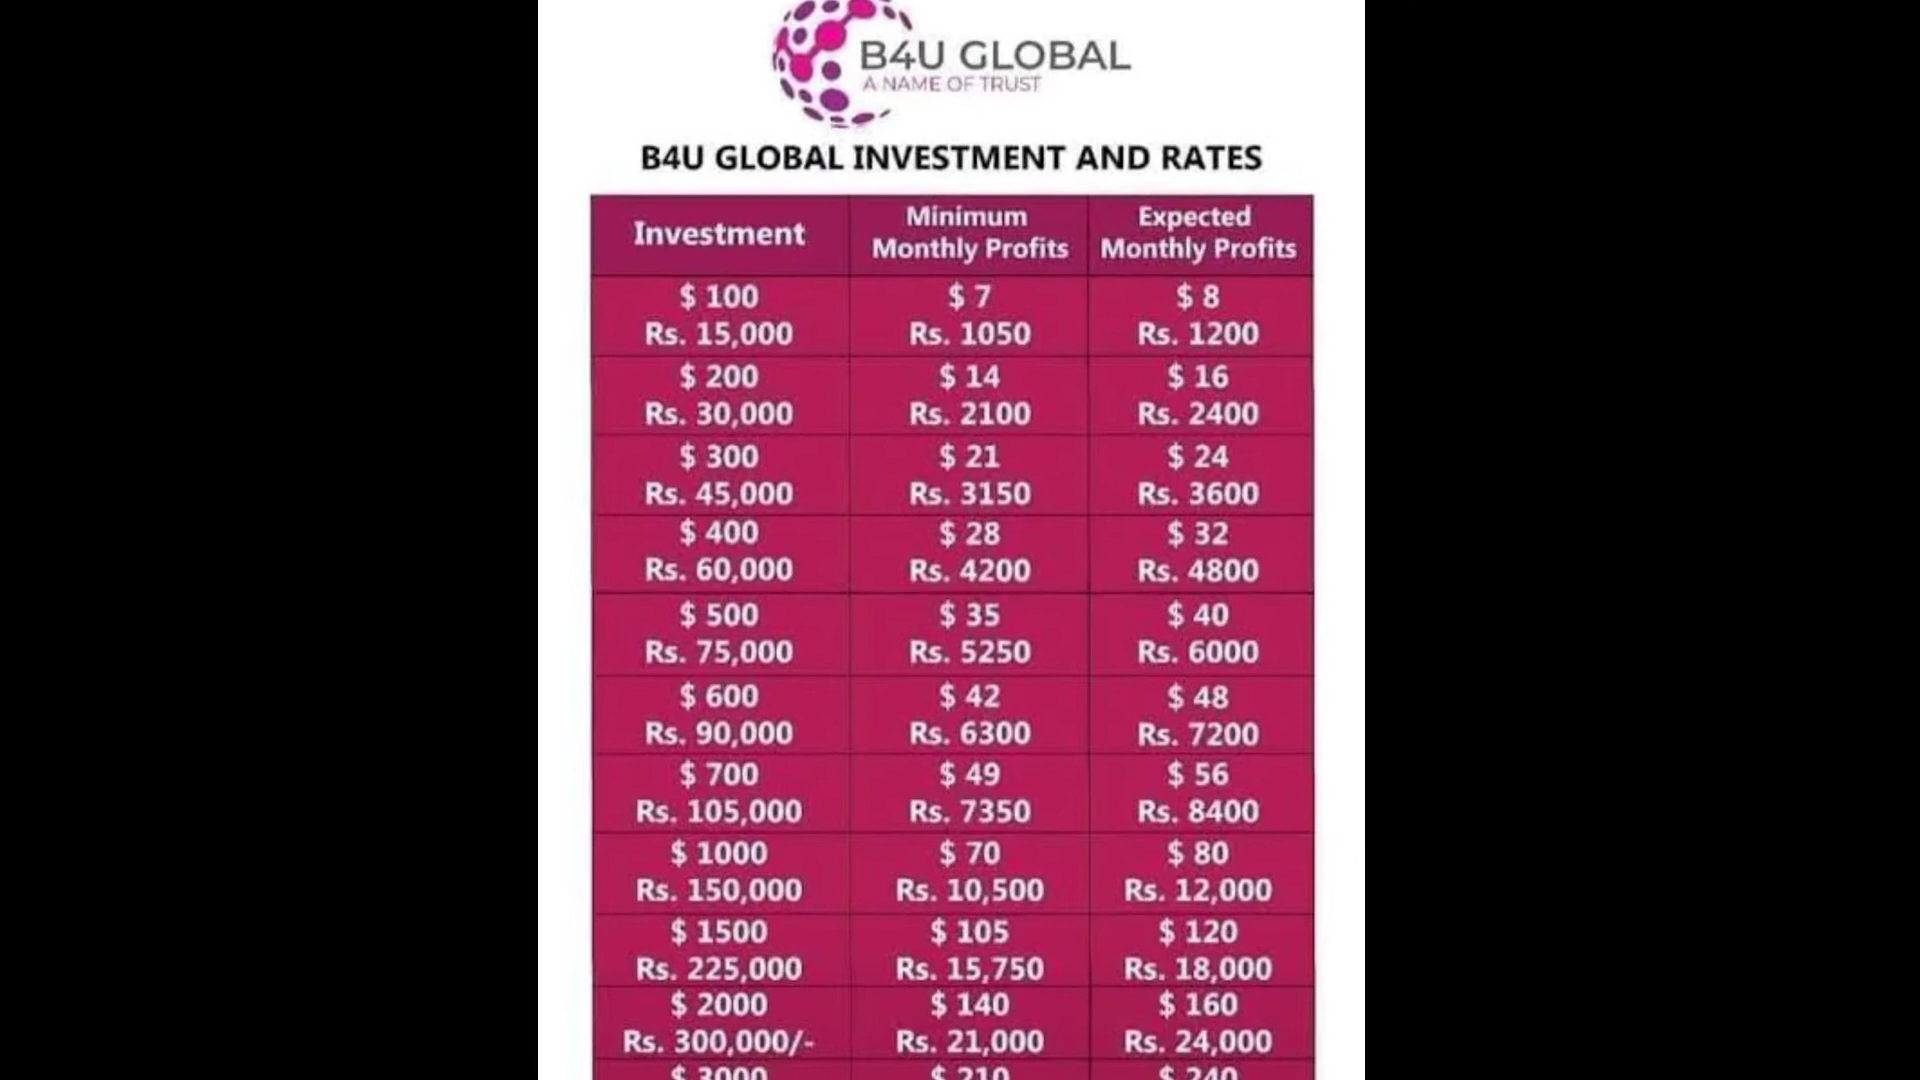 B4U GLOBAL
A NAME OF TRUST
B4U GLOBAL INVESTMENT AND RATES
Investment
Minimum
Monthly Profits
Expected
Monthly Profits
$ 100
Rs. 15,000
$ 7
Rs. 1050
$ 8
Rs. 1200
$ 200
Rs. 30,000
$ 14
Rs. 2100
$ 16
Rs. 2400
$ 300
Rs. 45,000
$ 21
Rs. 3150
$ 24
Rs. 3600
$ 400
Rs. 60,000
$ 28
Rs. 4200
$ 32
Rs. 4800
$ 500
Rs. 75,000
$ 35
Rs. 5250
$ 40
Rs. 6000
$ 600
Rs. 90,000
$ 42
Rs. 6300
$ 48
Rs. 7200
$ 700
Rs. 105,000
$ 49
Rs. 7350
$ 56
Rs. 8400
$ 1000
Rs. 150,000
$ 70
Rs. 10,500
$ 80
Rs. 12,000
$ 1500
Rs. 225,000
$ 105
Rs. 15,750
$ 120
Rs. 18,000
$ 2000
Rs. 300,000/-
$ 140
Rs. 21,000
$ 160
Rs. 24,000
$ 3000
$ 210
$ 240